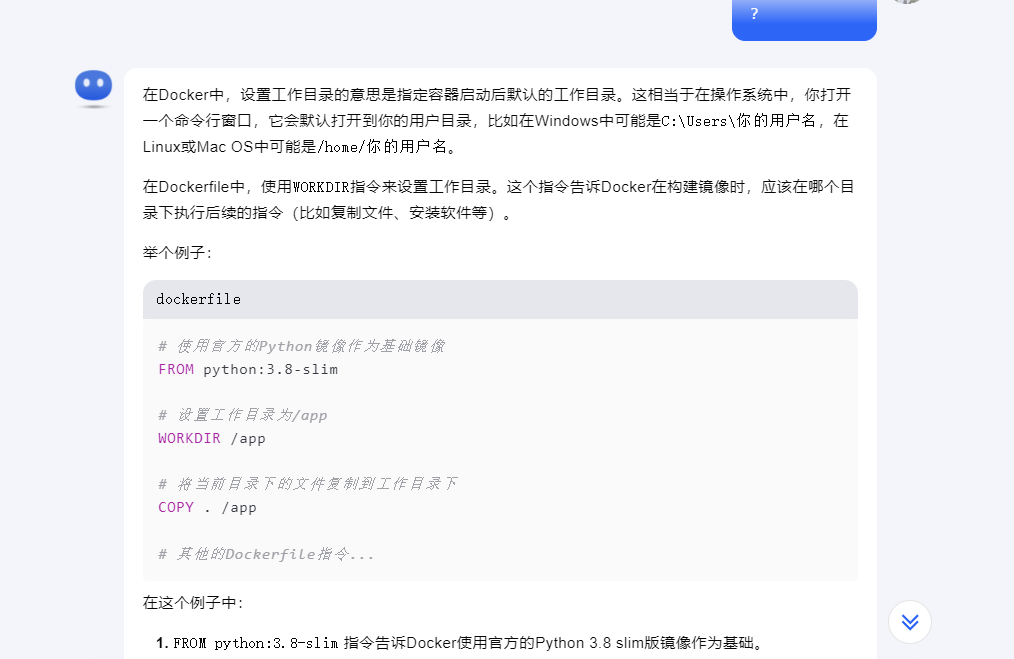 ?
在Docker中，设置工作目录的意思是指定容器启动后默认的工作目录。这相当于在操作系统中，你打开
一个命令行窗口，它会默认打开到你的用户目录，比如在Windows中可能是C:\Users\你的用户名，在
Linux或Mac OS中可能是/home/你的用户名。
在Dockerfile中，使用WORKDIR指令来设置工作目录。这个指令告诉Docker在构建镜像时，应该在哪个目
录下执行后续的指令（比如复制文件、安装软件等）。
举个例子：
dockerfile
# 使用官方的Python镜像作为基础镜像
FROM python:3.8-slim
# 设置工作目录为/app
WORKDIR /app
# 将当前目录下的文件复制到工作目录下
COPY . /app
# 其他的Dockerfile指令...
在这个例子中：
1. FROM python:3.8-slim 指令告诉Docker使用官方的Python 3.8 slim版镜像作为基础。